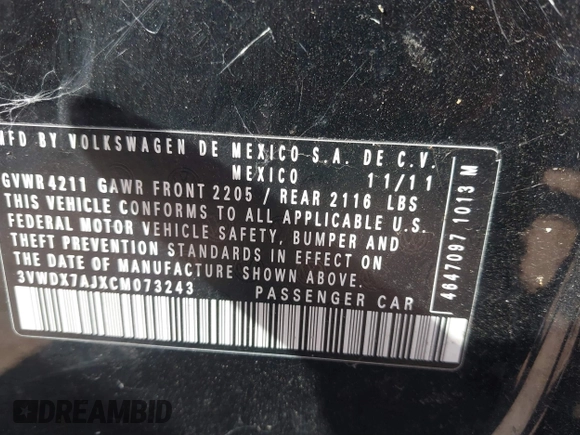 MFD BY VOLKSWAGEN DE MEXICO S.A. DE C.V.
MEXICO 11/11
GVWR 4211 GAWR FRONT 2205 / REAR 2116 LBS
THIS VEHICLE CONFORMS TO ALL APPLICABLE U.S.
FEDERAL MOTOR VEHICLE SAFETY, BUMPER AND
THEFT PREVENTION STANDARDS IN EFFECT ON
THE DATE OF MANUFACTURE SHOWN ABOVE.
3VWDX7AJXCM073243 PASSENGER CAR
4647097 1013 M
DREAMBID